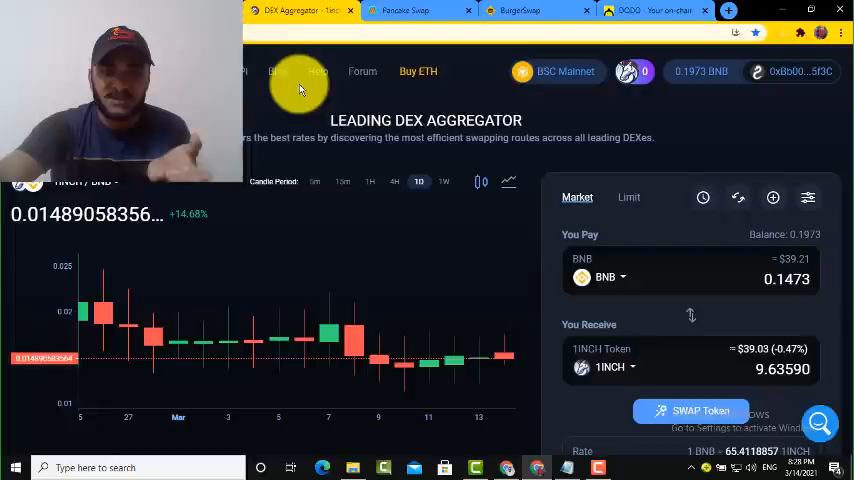 DEX Aggregator - 1inc
Pancake Swap
BurgerSwap
DODO - Your on-chain
Help
Forum
Buy ETH
BSC Mainnet
0
0.1973 BNB
0xBb00...5f3C
LEADING DEX AGGREGATOR
rs the best rates by discovering the most efficient swapping routes across all leading DEXes.
1INCH / BNB
Candle Period:
5m
15m
1H
4H
1D
1W
Market
Limit
0.01489058356...
+14.68%
You Pay
Balance: 0.1973
BNB
≈ $39.21
BNB
0.1473
0.025
0.02
0.014890583564
0.01
You Receive
1INCH Token
≈ $39.03 (-0.47%)
1INCH
9.63590
SWAP Token
Go to Settings to activate Windo
5
27
Mar
3
5
7
9
11
13
Rate
1 BNB = 65.4118857 1INCH
Type here to search
ENG
8:28 PM
3/14/2021
4